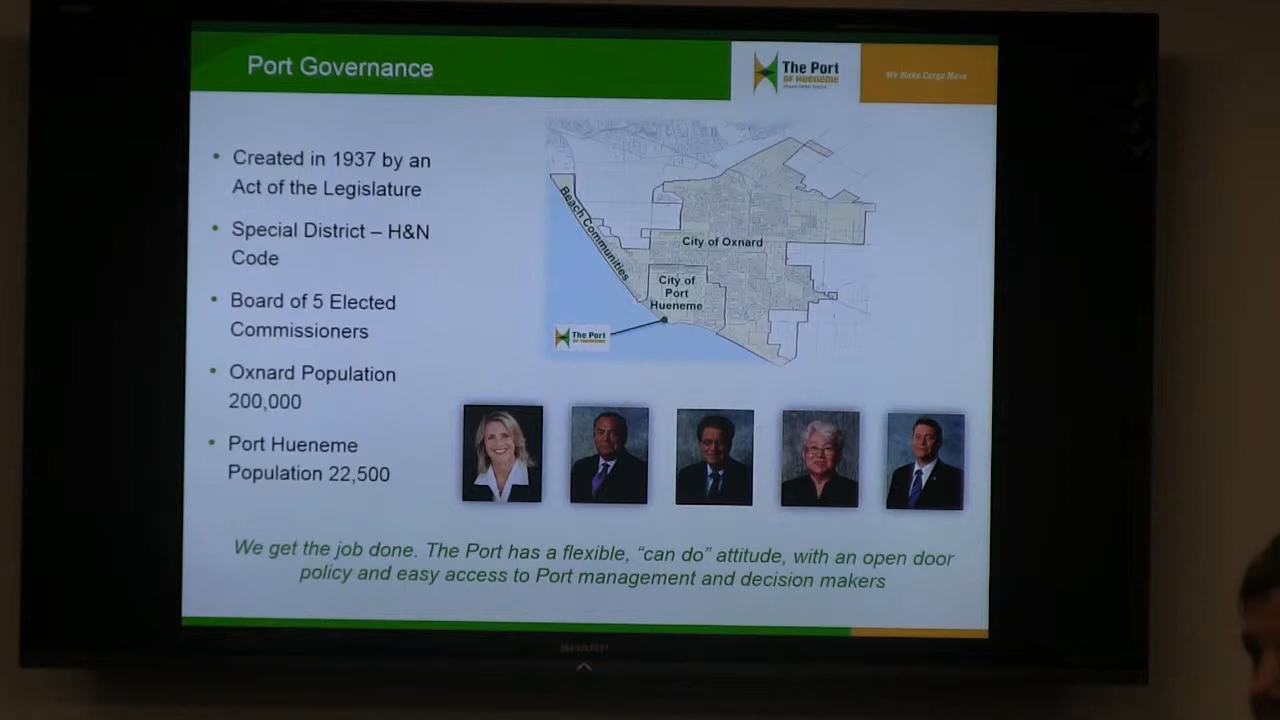 Port Governance
The Port
OF HUENEME
We Make Cargo Move
• Created in 1937 by an
Act of the Legislature
• Special District – H&N
Code
• Board of 5 Elected
Commissioners
• Oxnard Population
200,000
• Port Hueneme
Population 22,500
Beach Communities
City of Oxnard
City of
Port
Hueneme
The Port
OF HUENEME
We get the job done. The Port has a flexible, “can do” attitude, with an open door
policy and easy access to Port management and decision makers
SHARP